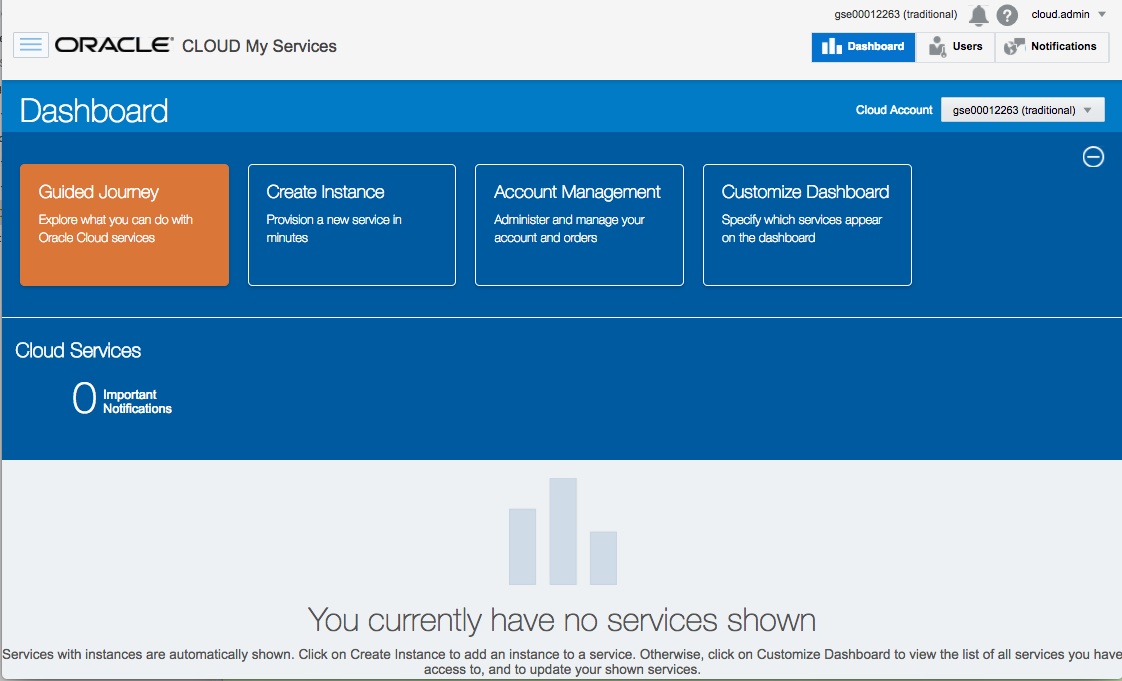 gse00012263 (traditional)
cloud.admin
ORACLE CLOUD My Services
Dashboard
Users
Notifications
Dashboard
Cloud Account
gse00012263 (traditional)
Guided Journey
Explore what you can do with
Oracle Cloud services
Create Instance
Provision a new service in
minutes
Account Management
Administer and manage your
account and orders
Customize Dashboard
Specify which services appear
on the dashboard
Cloud Services
0
Important
Notifications
You currently have no services shown
Services with instances are automatically shown. Click on Create Instance to add an instance to a service. Otherwise, click on Customize Dashboard to view the list of all services you have
access to, and to update your shown services.